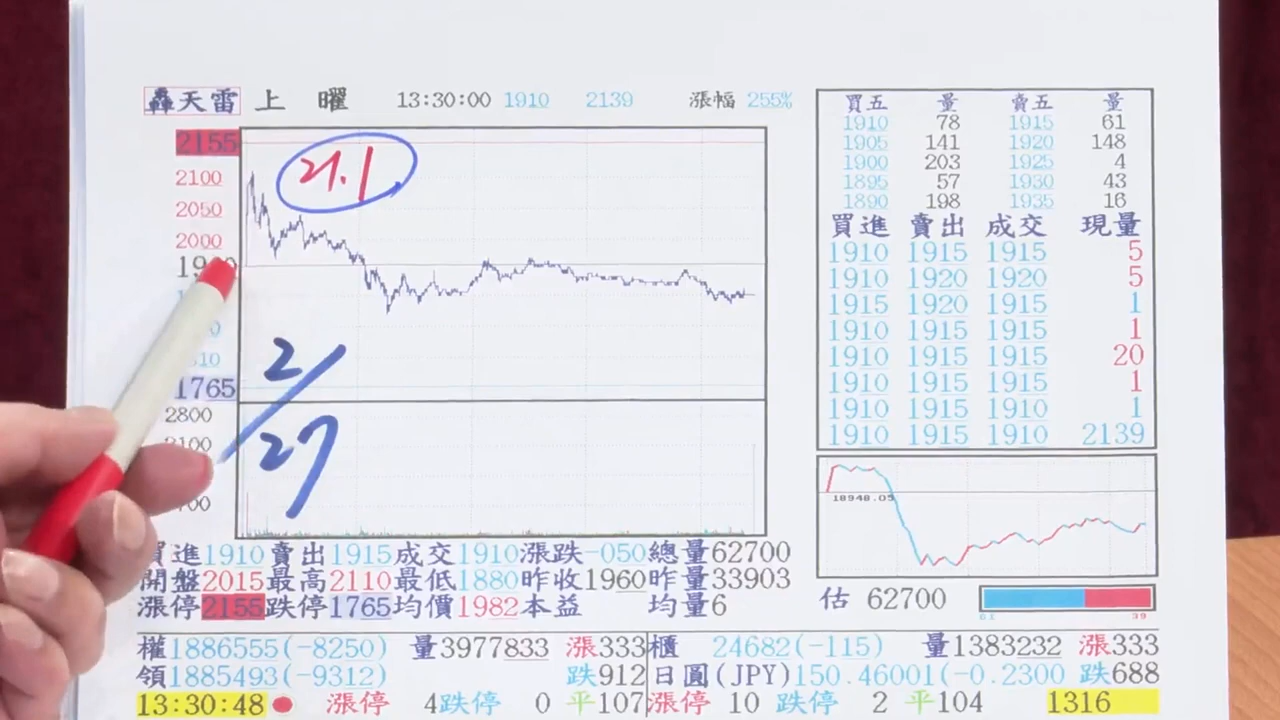 轟天雷 上 曜 13:30:00 1910 2139 漲幅 255%
2155
2100
2050
2000
1765
2800
21.1
2/27
買五 量 賣五 量
1910 78 1915 61
1905 141 1920 148
1900 203 1925 4
1895 57 1930 43
1890 198 1935 16
買進 賣出 成交 現量
1910 1915 1915 5
1910 1920 1920 5
1915 1920 1915 1
1910 1915 1915 1
1910 1915 1915 20
1910 1915 1915 1
1910 1915 1910 1
1910 1915 1910 2139
18948.05
估 62700
買進1910賣出1915成交1910漲跌-050總量62700
開盤2015最高2110最低1880昨收1960昨量33903
漲停2155跌停1765均價1982本益 均量6
權1886555(-8250) 量3977833 漲333
領1885493(-9312) 跌912
13:30:48 漲停 4跌停 0 平107
櫃 24682(-115) 量1383232 漲333
日圓(JPY)150.46001(-0.2300 跌688
漲停 10 跌停 2 平104 1316